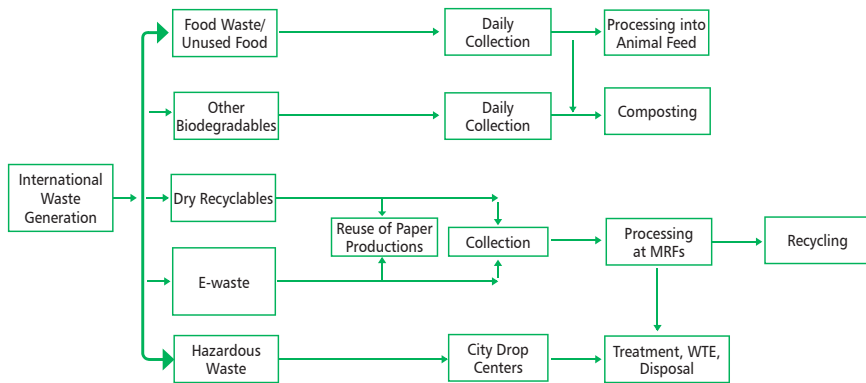 Food Waste/
Unused Food
Daily
Collection
Processing into
Animal Feed
Other
Biodegradables
Daily
Collection
Composting
International
Waste
Generation
Dry Recyclables
Reuse of Paper
Productions
Collection
Processing
at MRFs
Recycling
E-waste
Hazardous
Waste
City Drop
Centers
Treatment, WTE,
Disposal